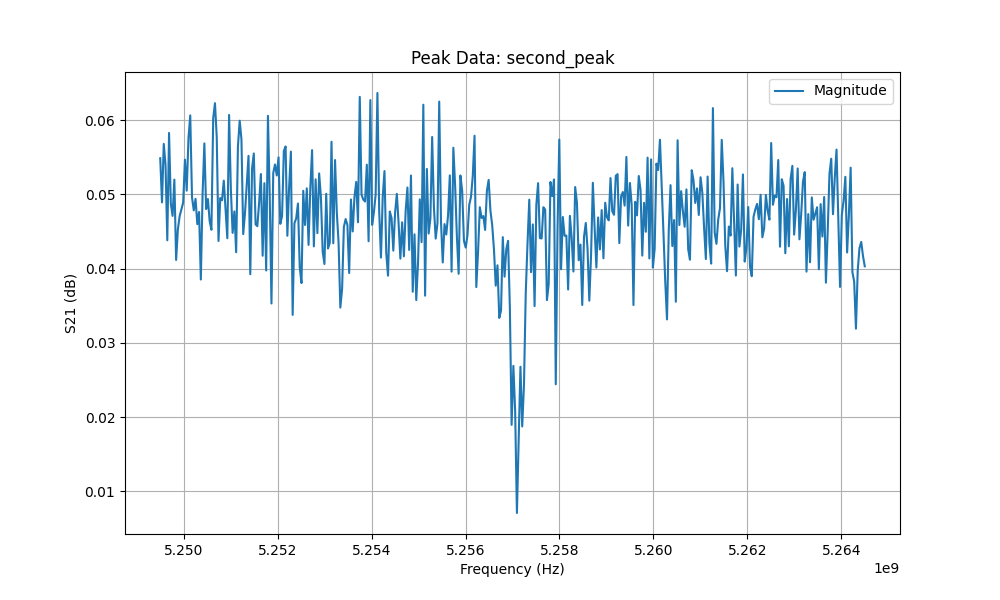 Peak Data: second_peak
Magnitude
S21 (dB)
0.06
0.05
0.04
0.03
0.02
0.01
5.250 5.252 5.254 5.256 5.258 5.260 5.262 5.264
1e9
Frequency (Hz)